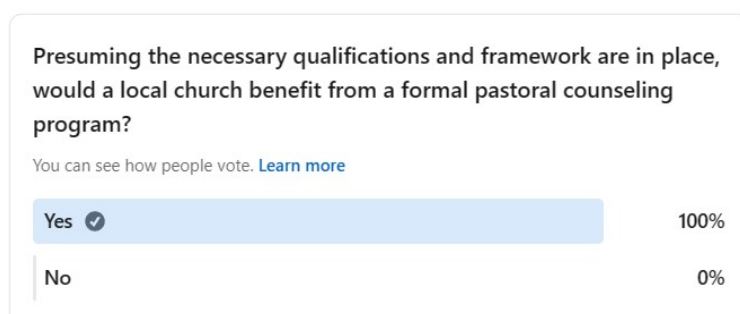 Presuming the necessary qualifications and framework are in place,
would a local church benefit from a formal pastoral counseling
program?
You can see how people vote. Learn more
Yes 100%
No 0%